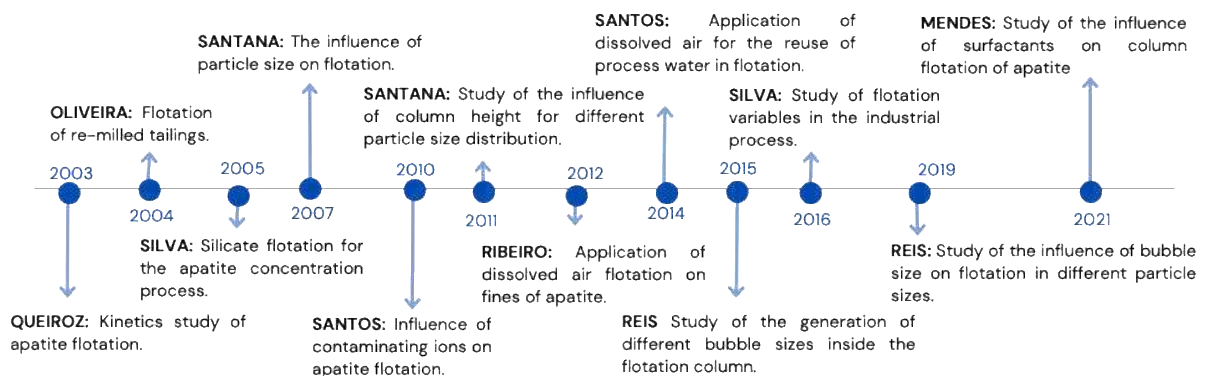 QUEIROZ: Kinetics study of
apatite flotation.
2003
OLIVEIRA: Flotation
of re-milled tailings.
2004
2005
SILVA: Silicate flotation for
the apatite concentration
process.
SANTANA: The influence of
particle size on flotation.
2007
2010
SANTOS: Influence of
contaminating ions on
apatite flotation.
SANTANA: Study of the influence
of column height for different
particle size distribution.
2011
2012
RIBEIRO: Application of
dissolved air flotation on
fines of apatite.
SANTOS: Application of
dissolved air for the reuse of
process water in flotation.
2014
2015
REIS Study of the generation of
different bubble sizes inside the
flotation column.
SILVA: Study of flotation
variables in the industrial
process.
2016
2019
REIS: Study of the influence of bubble
size on flotation in different particle
sizes.
MENDES: Study of the influence
of surfactants on column
flotation of apatite
2021